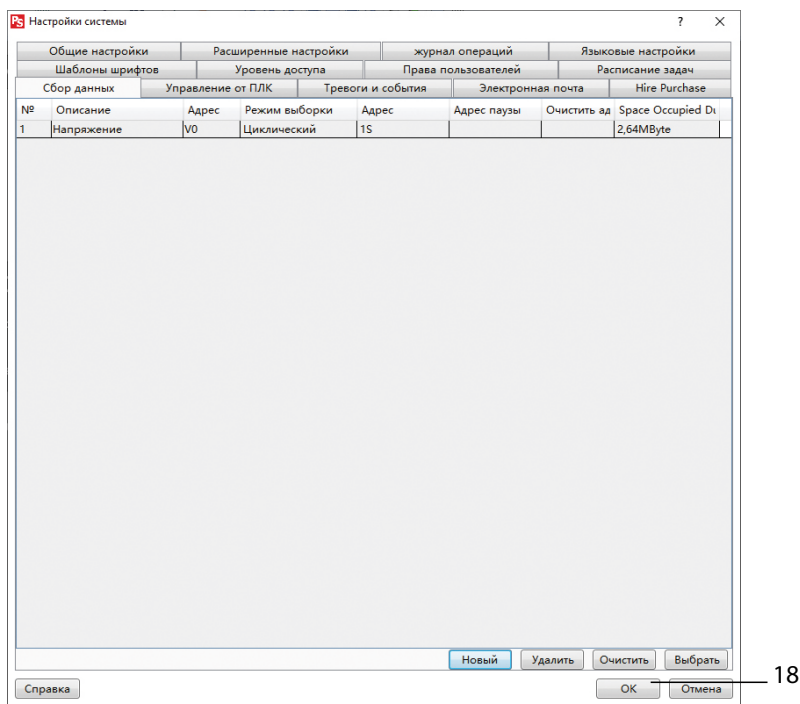 PS Настройки системы ? ×
Общие настройки Расширенные настройки журнал операций Языковые настройки
Шаблоны шрифтов Уровень доступа Права пользователей Расписание задач
Сбор данных Управление от ПЛК Тревоги и события Электронная почта Hire Purchase
№ Описание Адрес Режим выборки Адрес Адрес паузы Очистить ад Space Occupied Du
1 Напряжение V0 Циклический 1S 2,64MByte
Новый Удалить Очистить Выбрать
Справка OK Отмена
18